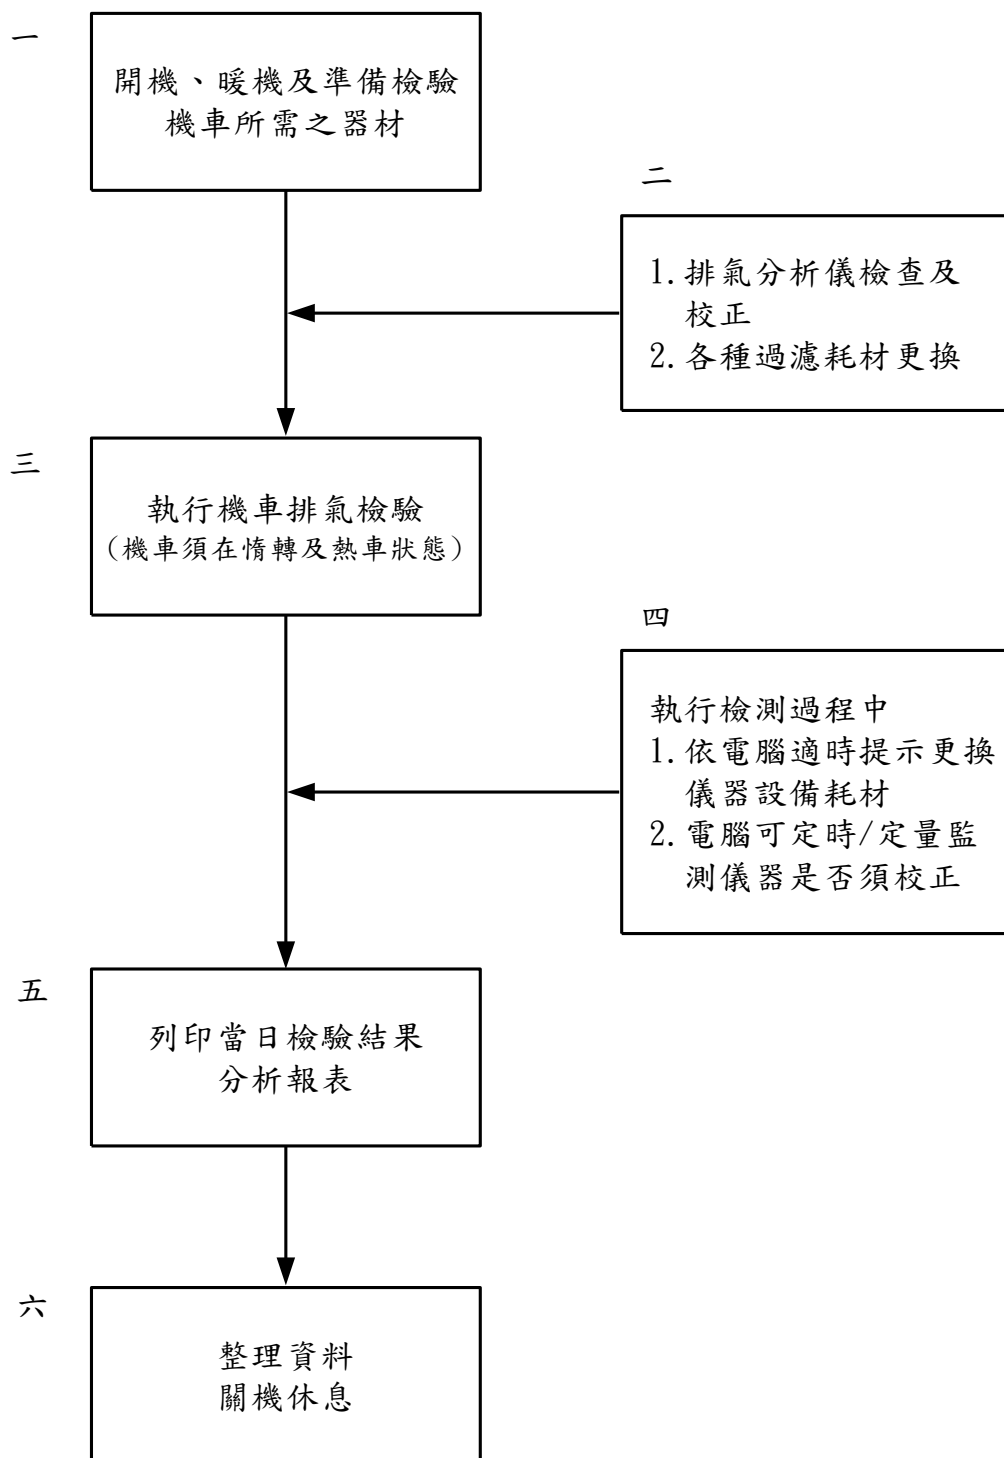 一
開機、暖機及準備檢驗
機車所需之器材
二
1.排氣分析儀檢查及
校正
2.各種過濾耗材更換
三
執行機車排氣檢驗
(機車須在惰轉及熱車狀態)
四
執行檢測過程中
1.依電腦適時提示更換
儀器設備耗材
2.電腦可定時/定量監
測儀器是否須校正
五
列印當日檢驗結果
分析報表
六
整理資料
關機休息